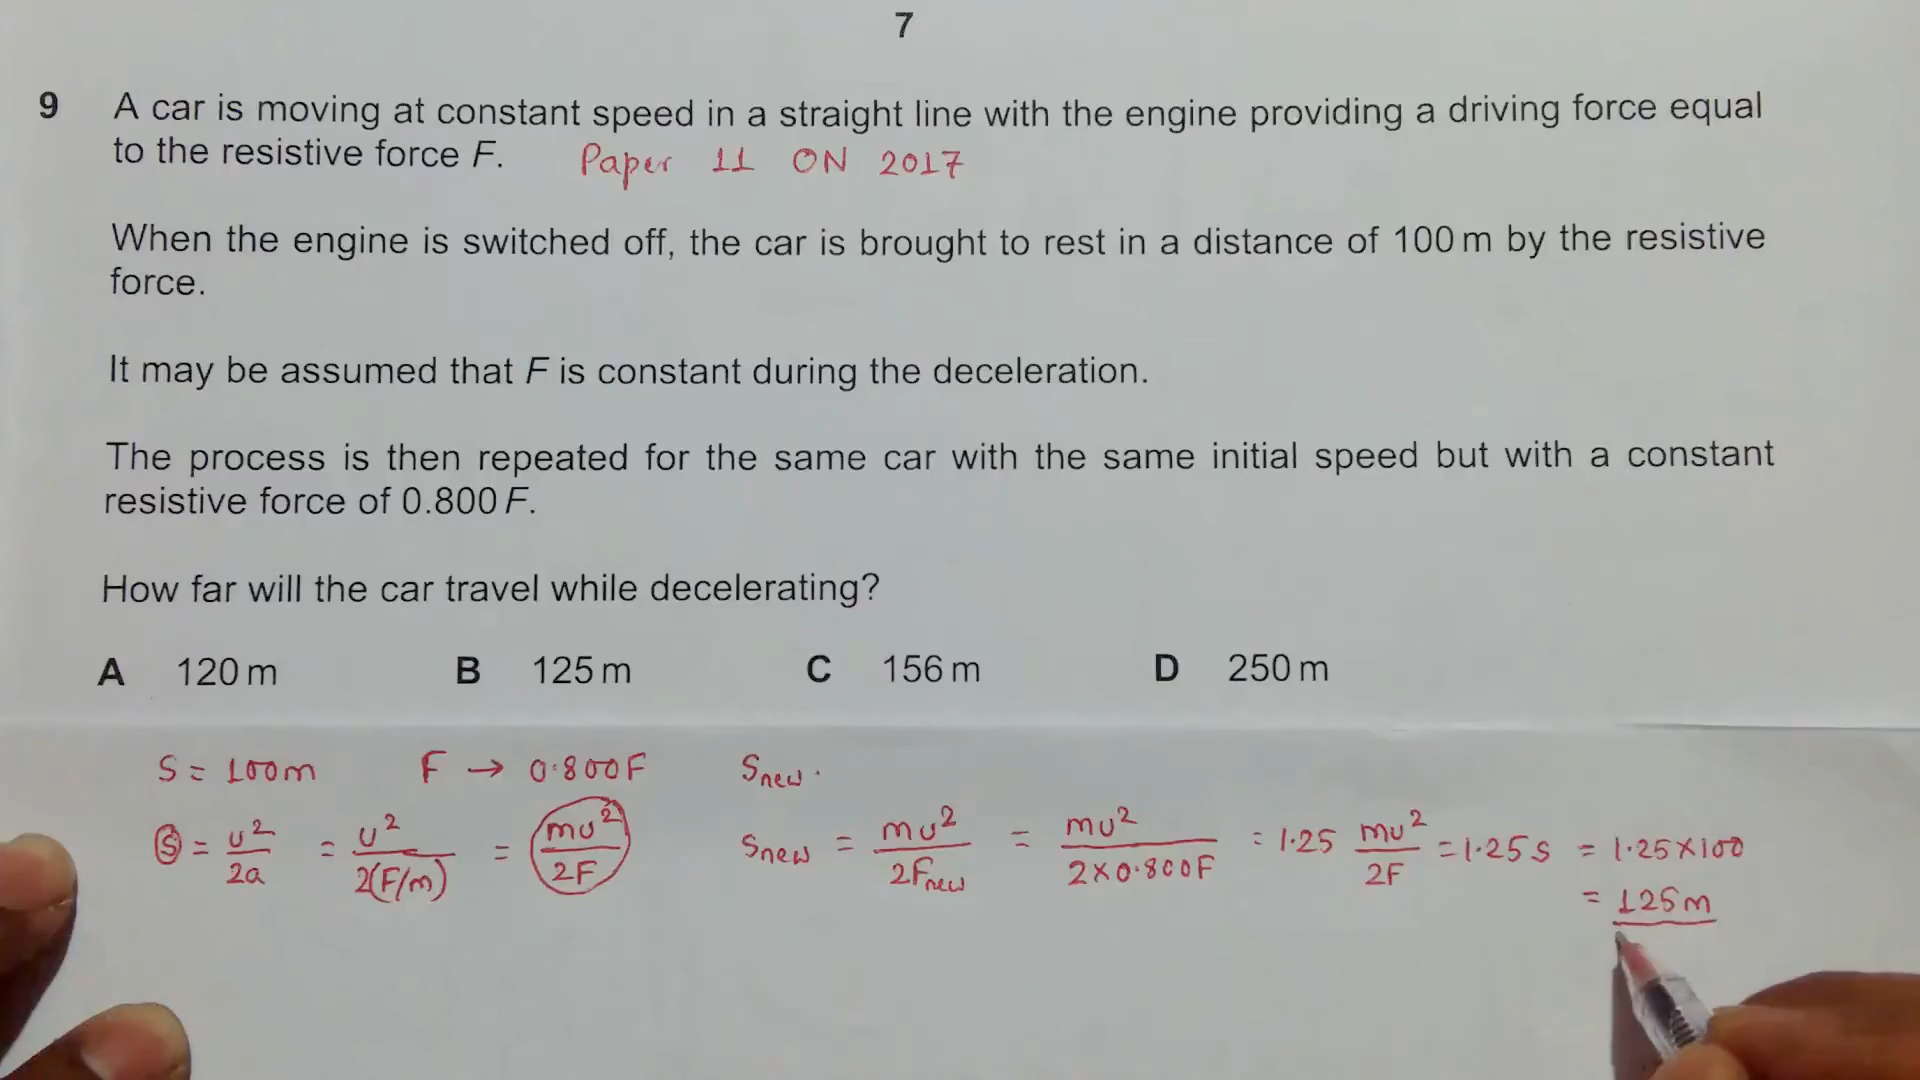 7
9 A car is moving at constant speed in a straight line with the engine providing a driving force equal
to the resistive force F. Paper 11 ON 2017
When the engine is switched off, the car is brought to rest in a distance of 100 m by the resistive
force.
It may be assumed that F is constant during the deceleration.
The process is then repeated for the same car with the same initial speed but with a constant
resistive force of 0.800 F.
How far will the car travel while decelerating?
A 120 m B 125 m C 156 m D 250 m
S = 100m F → 0.800F Snew.
S = u²/2a = u²/2(F/m) = mu²/2F Snew = mu²/2Fnew = mu²/2×0.800F = 1.25 mu²/2F = 1.25s = 1.25×100
= 125m